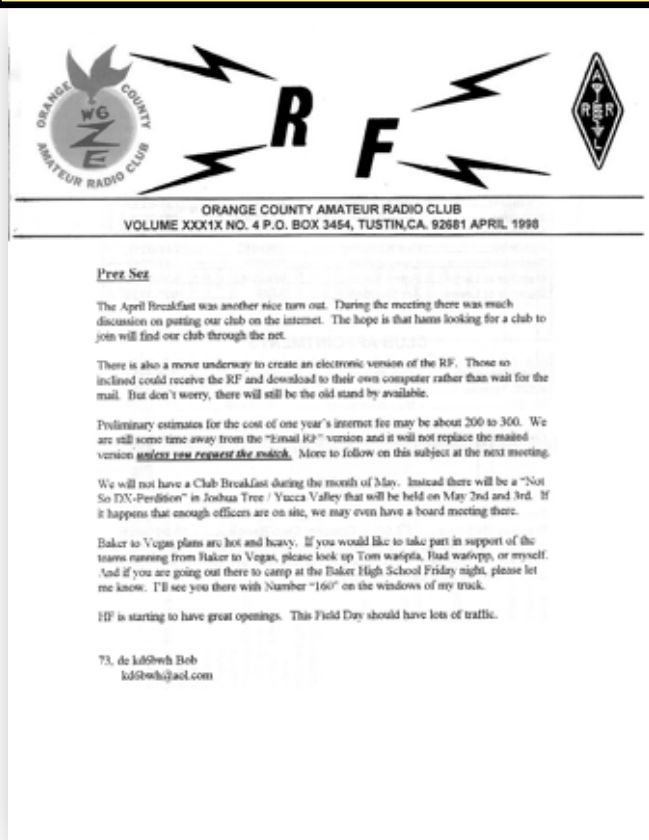 ORANGE COUNTY
W6
ZE
AMATEUR RADIO CLUB
R F
A
R R
L
ORANGE COUNTY AMATEUR RADIO CLUB
VOLUME XXX1X NO. 4 P.O. BOX 3454, TUSTIN,CA. 92681 APRIL 1998
Prez Sez
The April Breakfast was another nice turn out. During the meeting there was much
discussion on putting our club on the internet. The hope is that hams looking for a club to
join will find our club through the net.
There is also a move underway to create an electronic version of the RF. Those so
inclined could receive the RF and download to their own computer rather than wait for the
mail. But don't worry, there will still be the old stand by available.
Preliminary estimates for the cost of one year's internet fee may be about 200 to 300. We
are still some time away from the "Email RF" version and it will not replace the mailed
version unless you request the switch. More to follow on this subject at the next meeting.
We will not have a Club Breakfast during the month of May. Instead there will be a "Not
So DX-Perdition" in Joshua Tree / Yucca Valley that will be held on May 2nd and 3rd. If
it happens that enough officers are on site, we may even have a board meeting there.
Baker to Vegas plans are hot and heavy. If you would like to take part in support of the
teams running from Baker to Vegas, please look up Tom Bud or myself.
And if you are going out there to camp at the Baker High School Friday night, please let
me know. I'll see you there with Number "160" on the windows of my truck.
HF is starting to have great openings. This Field Day should have lots of traffic.
73, de kd6bwh Bob
kd6bwh@aol.com